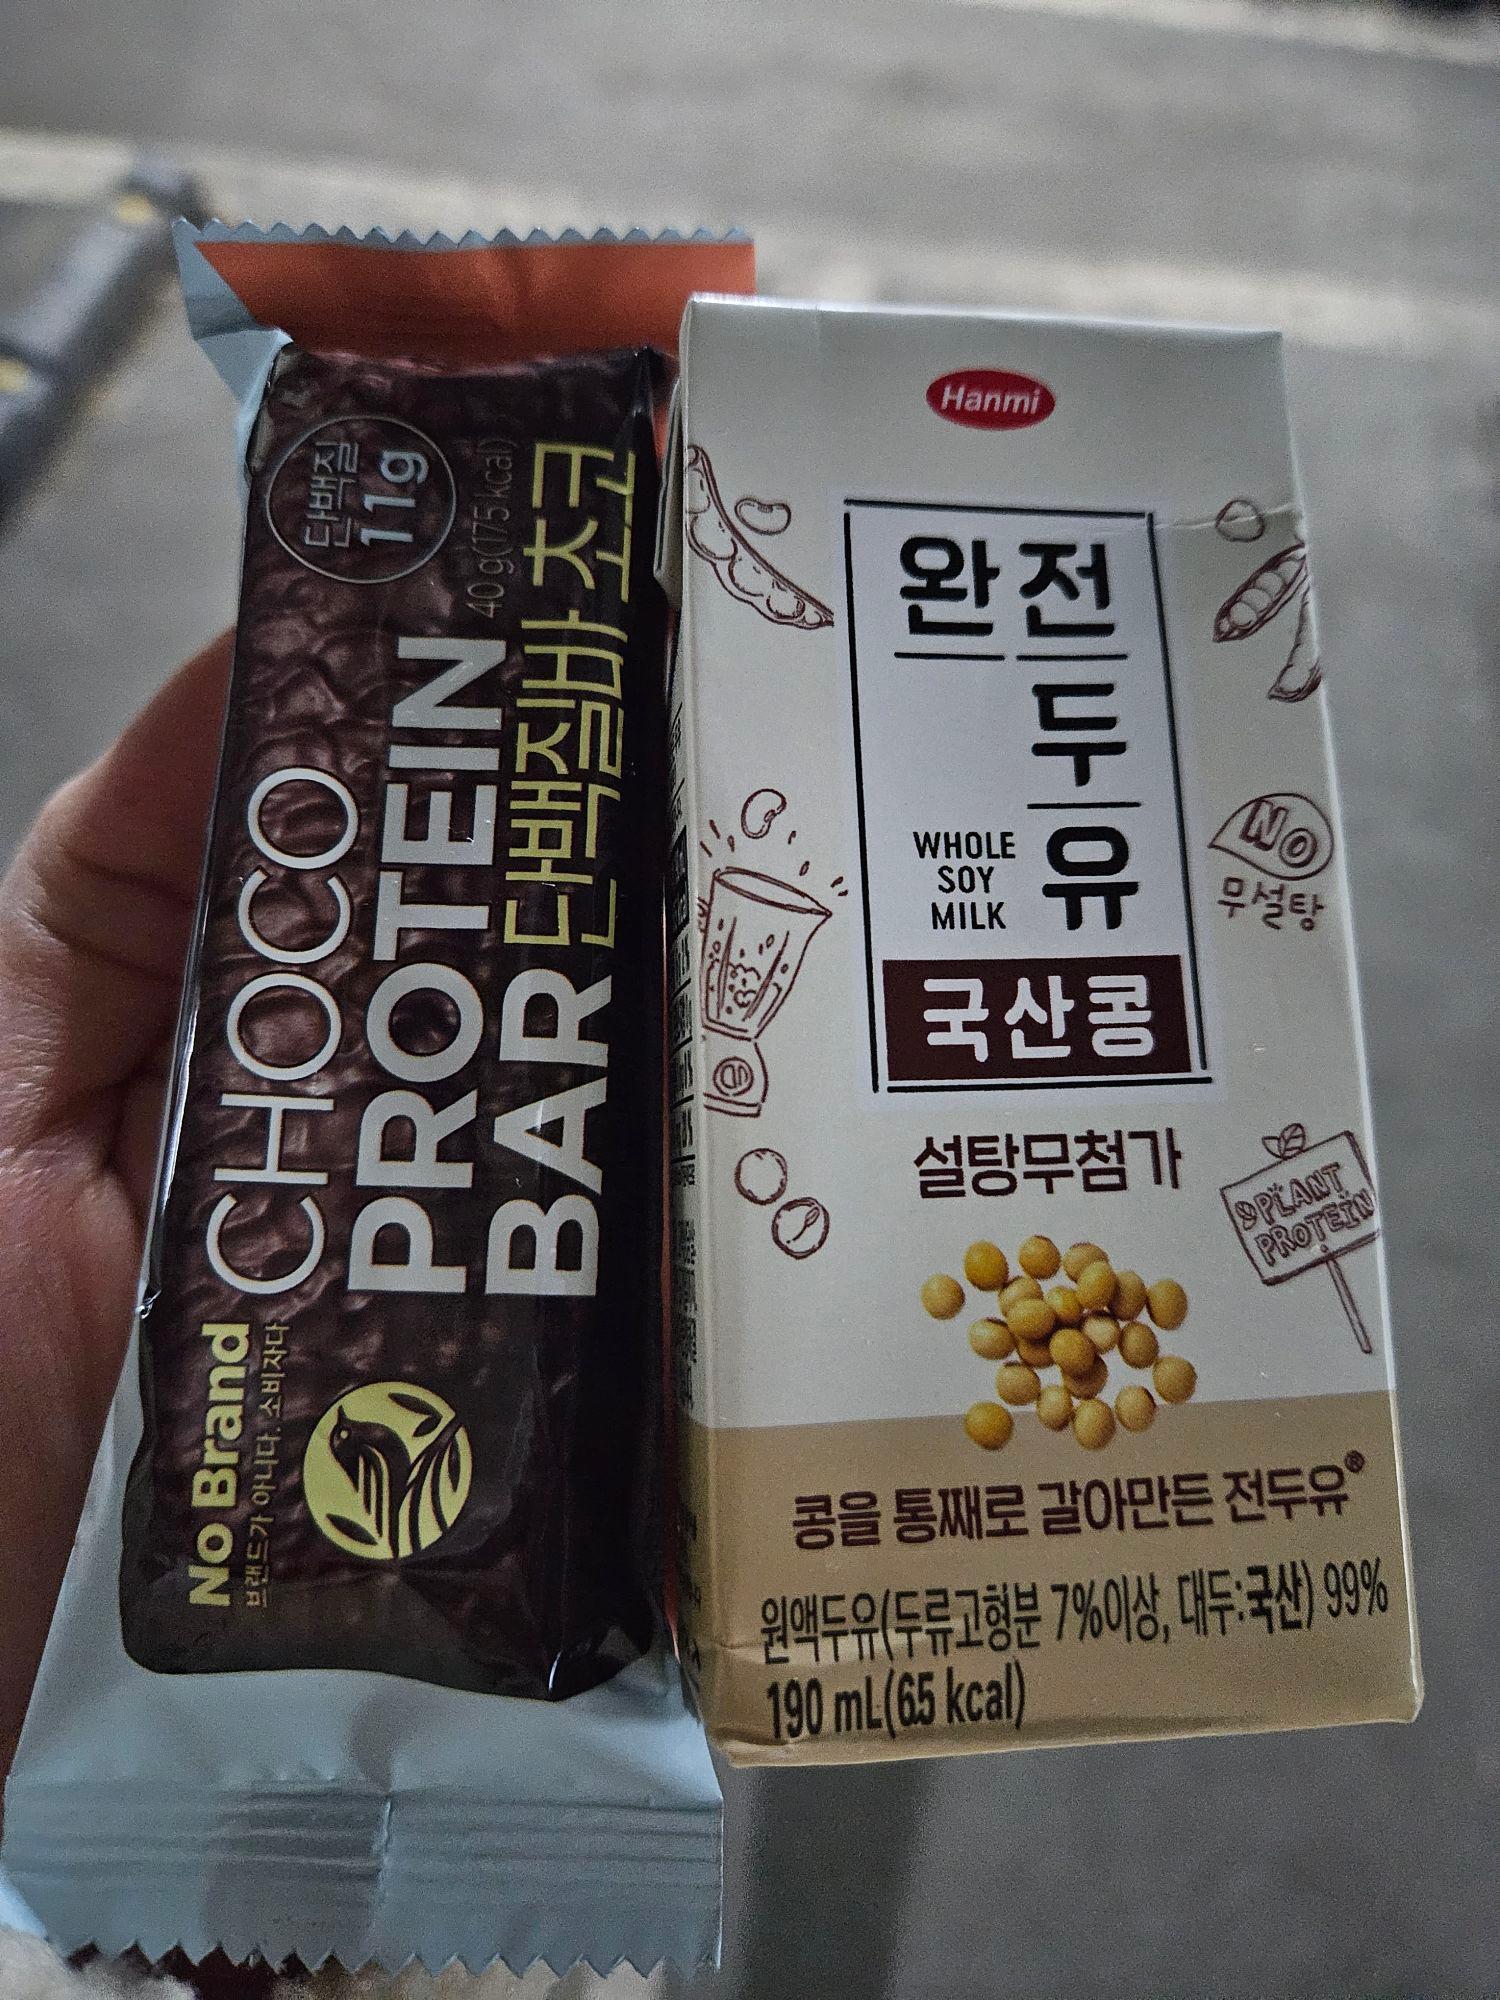 단백질
11g
CHOCO
PROTEIN
40 g(175 kcal)
BAR 단백질바 초코
No Brand
브랜드가 아니다. 소비자다
Hanmi
완전
두
유
WHOLE
SOY
MILK
국산콩
NO
무설탕
설탕무첨가
PLANT
PROTEIN
콩을 통째로 갈아만든 전두유®
원액두유(두류고형분 7%이상, 대두:국산) 99%
190 mL(65 kcal)